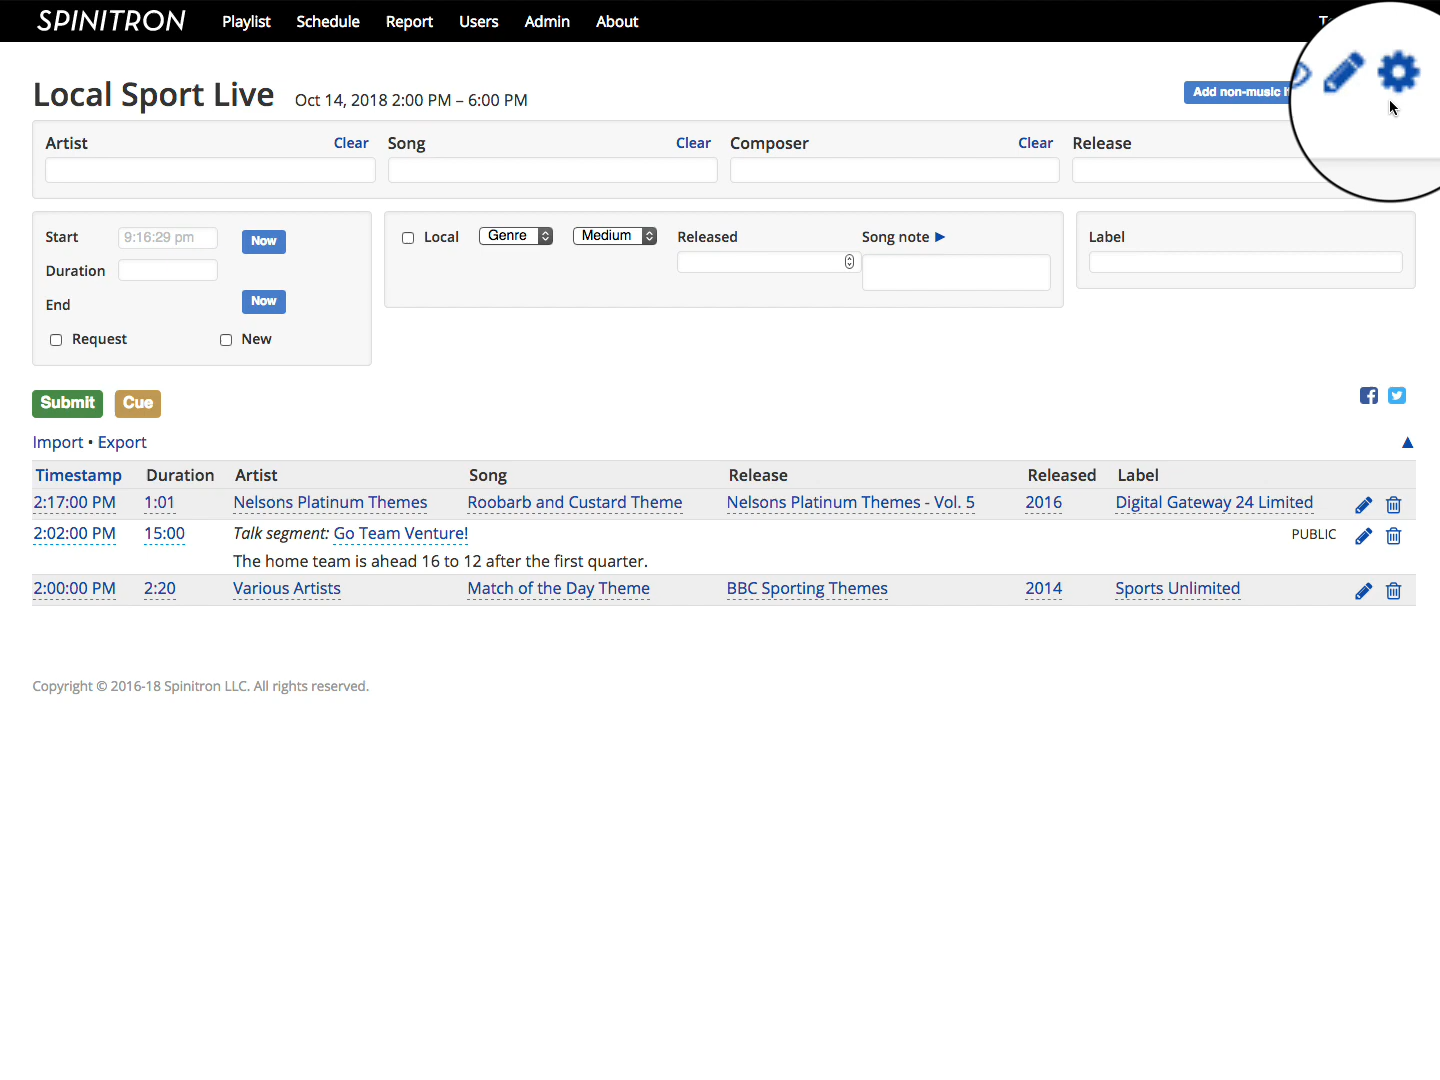 SPINITRON Playlist Schedule Report Users Admin About
Local Sport Live Oct 14, 2018 2:00 PM – 6:00 PM Add non-music
Artist Clear Song Clear Composer Clear Release
Start 9:16:29 pm Now Local Genre Medium Released Song note ▶ Label
Duration
End Now
Request New
Submit Cue
Import • Export ▲
Timestamp Duration Artist Song Release Released Label
2:17:00 PM 1:01 Nelsons Platinum Themes Roobarb and Custard Theme Nelsons Platinum Themes - Vol. 5 2016 Digital Gateway 24 Limited
2:02:00 PM 15:00 Talk segment: Go Team Venture! PUBLIC
The home team is ahead 16 to 12 after the first quarter.
2:00:00 PM 2:20 Various Artists Match of the Day Theme BBC Sporting Themes 2014 Sports Unlimited
Copyright © 2016-18 Spinitron LLC. All rights reserved.